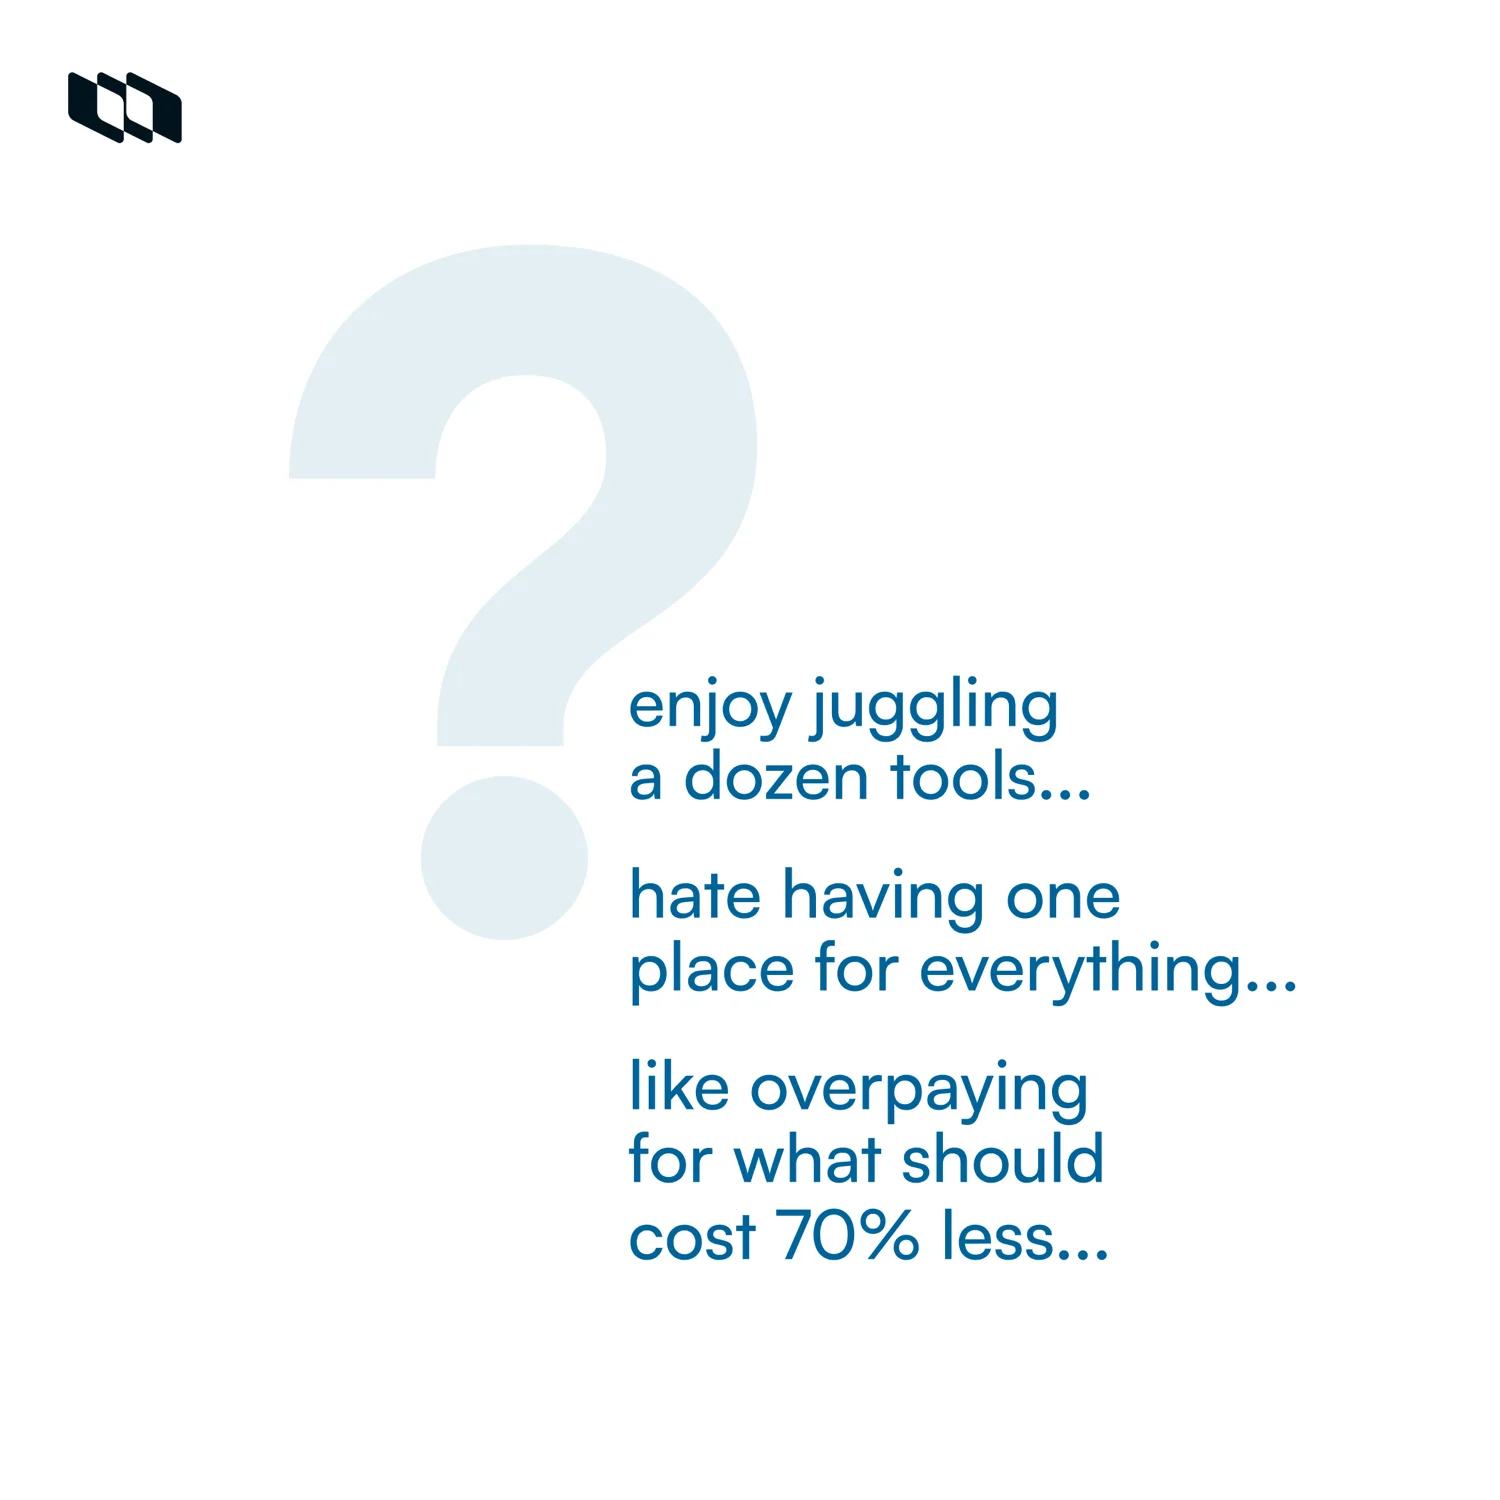 ?
enjoy juggling
a dozen tools...
hate having one
place for everything...
like overpaying
for what should
cost 70% less...